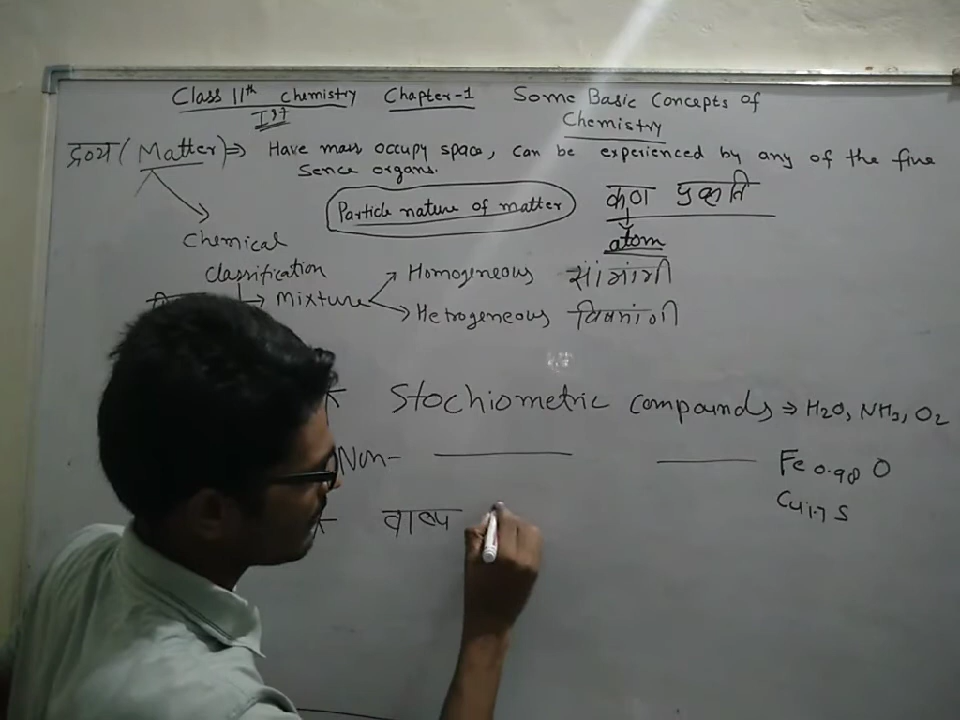 Class 11th Chemistry Chapter-1 Some Basic Concepts of
Ist Chemistry
द्रव्य (Matter) ⇒ Have mass occupy space, can be experienced by any of the five
sence organs.
Particle nature of matter कण प्रकृति
atom
Chemical
classification
Homogeneous समांगी
→ Mixture
Hetrogeneous विषमांगी
* Stochiometric compounds → H2O, NH3, O2
Non- —— —— Fe0.98 O
Cu1.7 S
* वाष्प